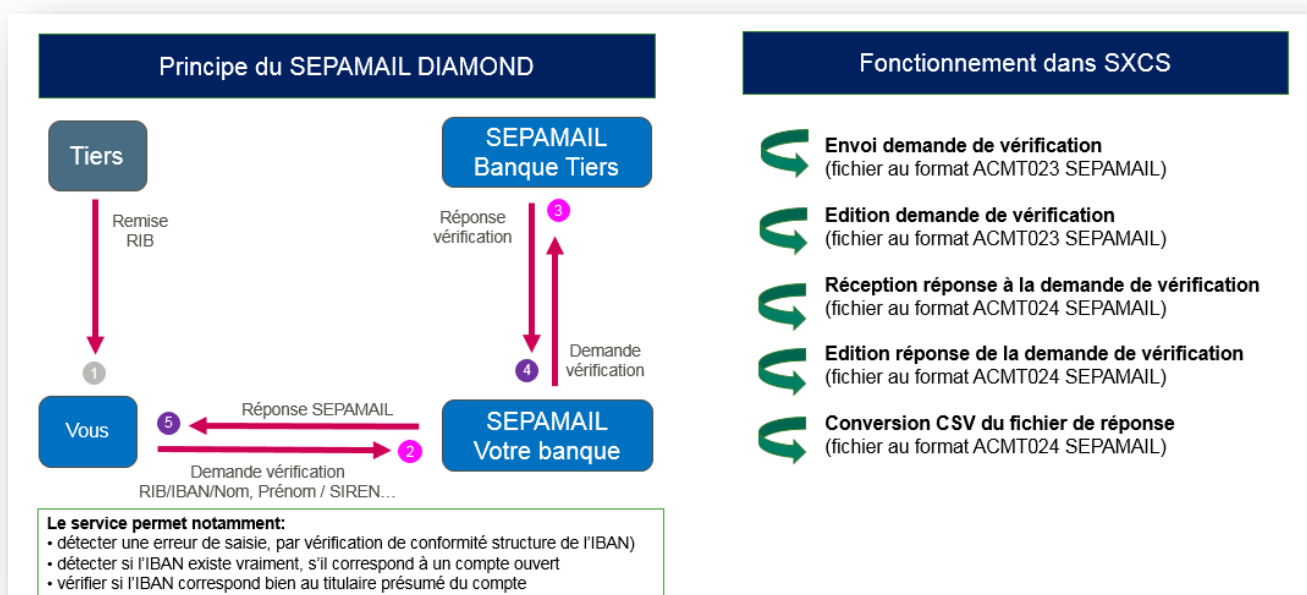 Principe du SEPAMAIL DIAMOND
Tiers
SEPAMAIL
Banque Tiers
Remise
RIB
Réponse
vérification
3
Demande
vérification
4
1
Vous
5
Réponse SEPAMAIL
2
SEPAMAIL
Votre banque
Demande vérification
RIB/IBAN/Nom, Prénom / SIREN…
Le service permet notamment:
• détecter une erreur de saisie, par vérification de conformité structure de l'IBAN)
• détecter si l'IBAN existe vraiment, s'il correspond à un compte ouvert
• vérifier si l'IBAN correspond bien au titulaire présumé du compte
Fonctionnement dans SXCS
Envoi demande de vérification
(fichier au format ACMT023 SEPAMAIL)
Edition demande de vérification
(fichier au format ACMT023 SEPAMAIL)
Réception réponse à la demande de vérification
(fichier au format ACMT024 SEPAMAIL)
Edition réponse de la demande de vérification
(fichier au format ACMT024 SEPAMAIL)
Conversion CSV du fichier de réponse
(fichier au format ACMT024 SEPAMAIL)